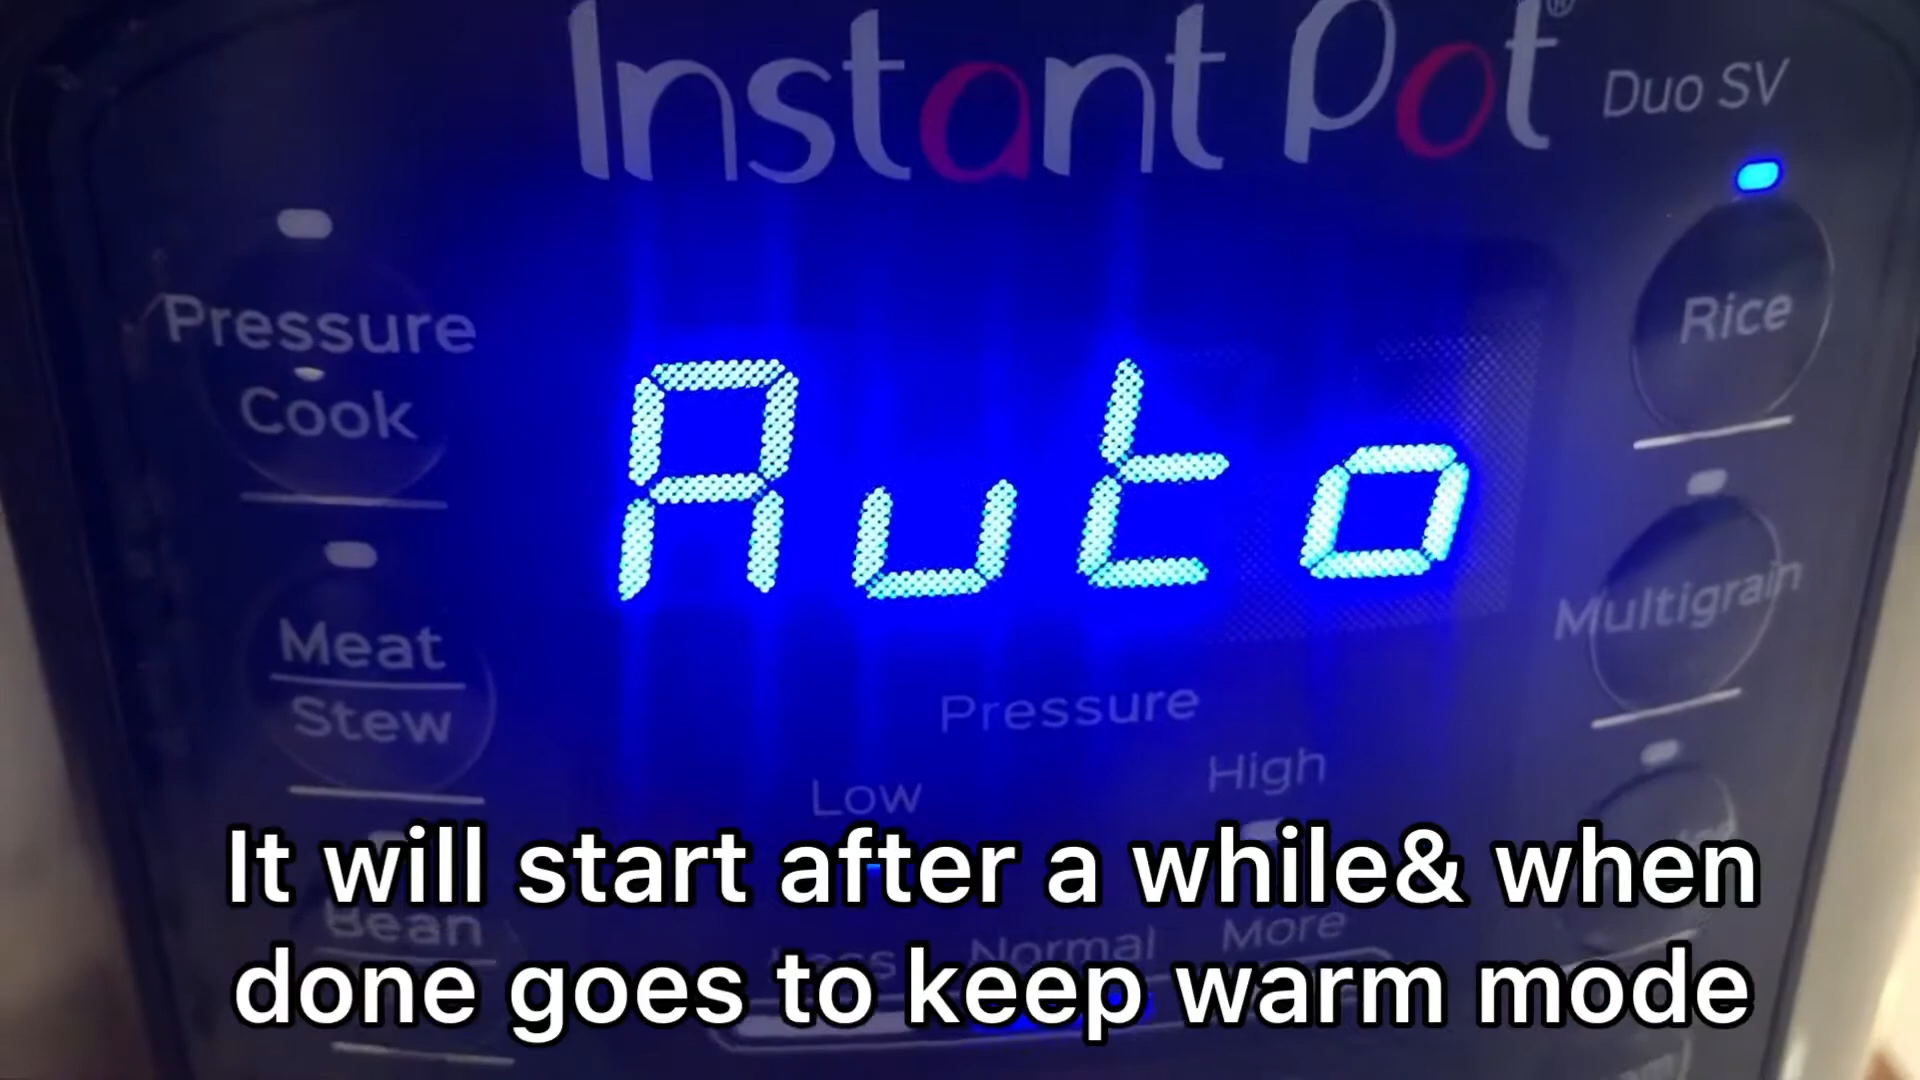 Instant Pot®
Duo SV
Pressure
Cook
Auto
Rice
Meat
Stew
Multigrain
Pressure
Low
High
Bean
Less
Normal
More
It will start after a while& when
done goes to keep warm mode